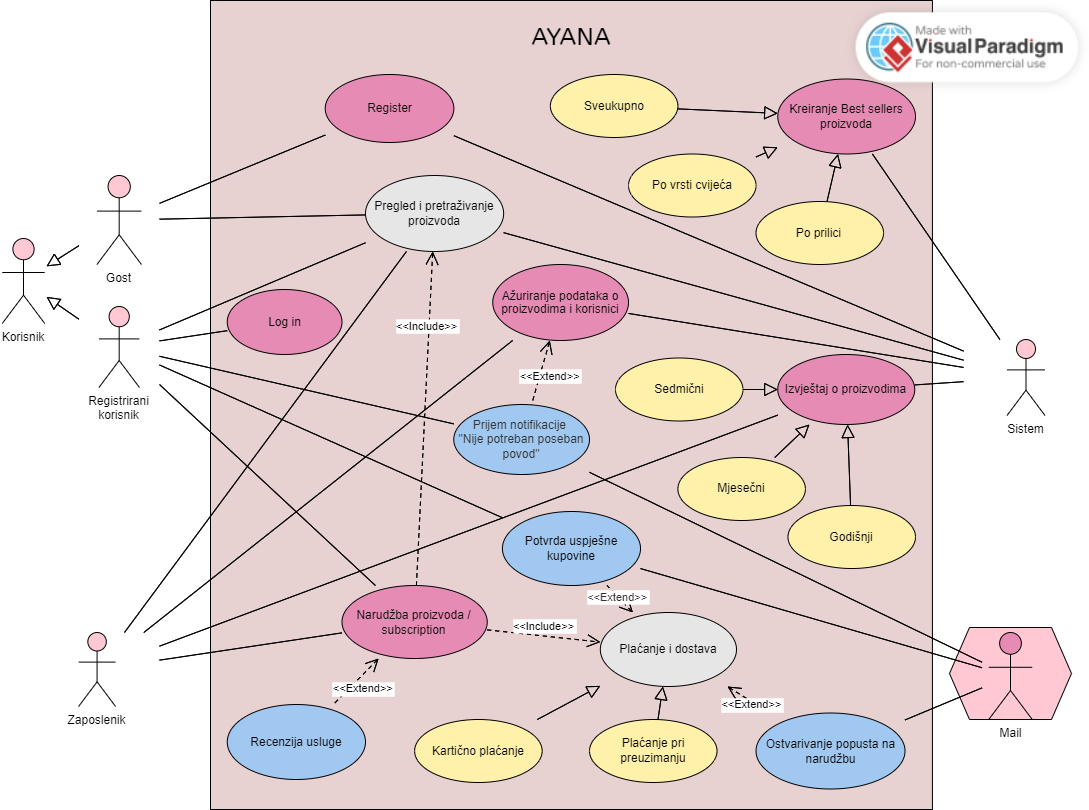 AYANA
Made with
Visual Paradigm
For non-commercial use
Register
Sveukupno
Kreiranje Best sellers
proizvoda
Po vrsti cvijeća
Po prilici
Pregled i pretraživanje
proizvoda
Gost
Korisnik
Registrirani
korisnik
Log in
<<Include>>
Ažuriranje podataka o
proizvodima i korisnici
<<Extend>>
Sedmični
Izvještaj o proizvodima
Sistem
Prijem notifikacije
"Nije potreban poseban
povod"
Mjesečni
Godišnji
Potvrda uspješne
kupovine
<<Extend>>
Narudžba proizvoda /
subscription
<<Include>>
Plaćanje i dostava
Zaposlenik
<<Extend>>
<<Extend>>
Mail
Recenzija usluge
Kartično plaćanje
Plaćanje pri
preuzimanju
Ostvarivanje popusta na
narudžbu